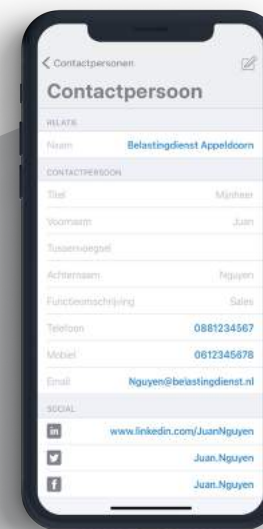 Contactpersonen
Contactpersoon
RELATIE
Naam Belastingdienst Appeldoorn
CONTACTPERSOON
Titel Mijnheer
Voornaam Juan
Tussenvoegsel
Achternaam Nguyen
Functieomschrijving Sales
Telefoon 0881234567
Mobiel 0612345678
Email Nguyen@belastingdienst.nl
SOCIAL
in www.linkedin.com/JuanNguyen
Juan.Nguyen
f Juan.Nguyen